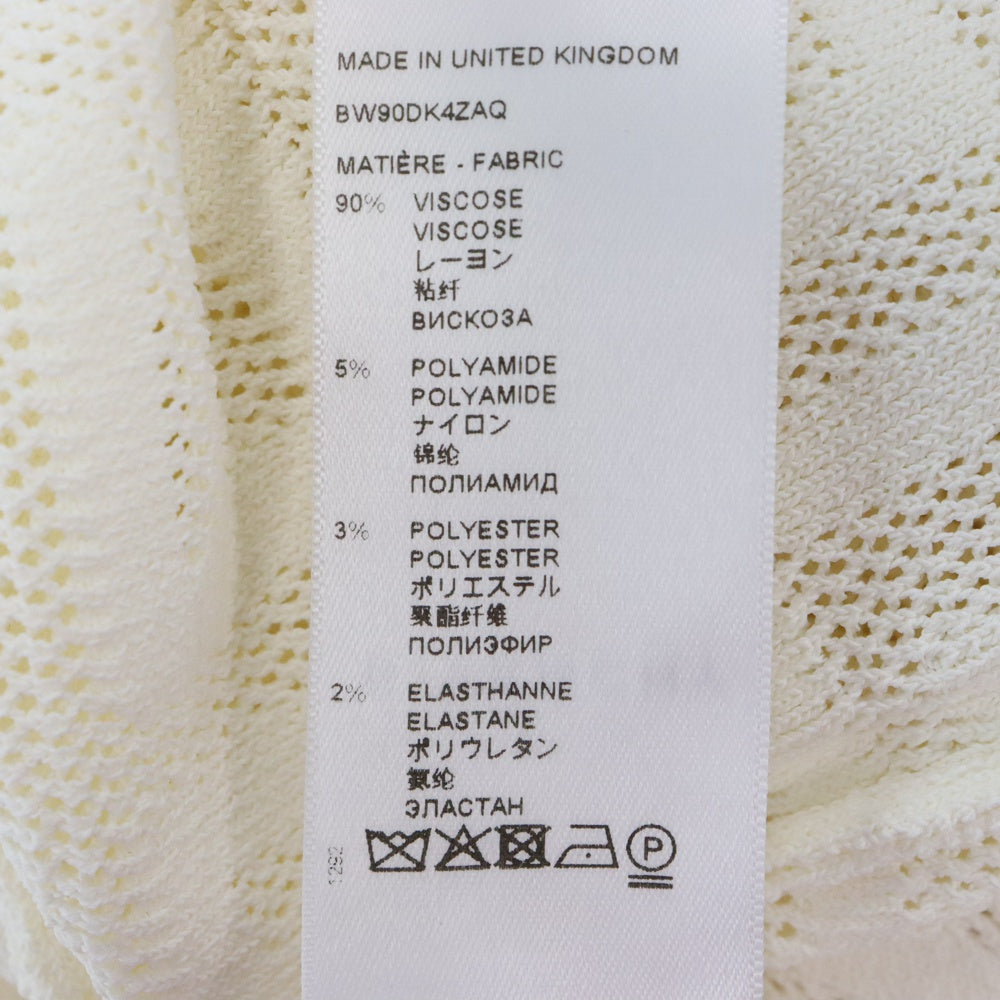 MADE IN UNITED KINGDOM
BW90DK4ZAQ
MATIÈRE - FABRIC
90% VISCOSE
VISCOSE
レーヨン
粘纤
ВИСКОЗА
5% POLYAMIDE
POLYAMIDE
ナイロン
锦纶
ПОЛИАМИД
3% POLYESTER
POLYESTER
ポリエステル
聚酯纤维
ПОЛИЭФИР
2% ELASTHANNE
ELASTANE
ポリウレタン
氨纶
ЭЛАСТАН
1292
P